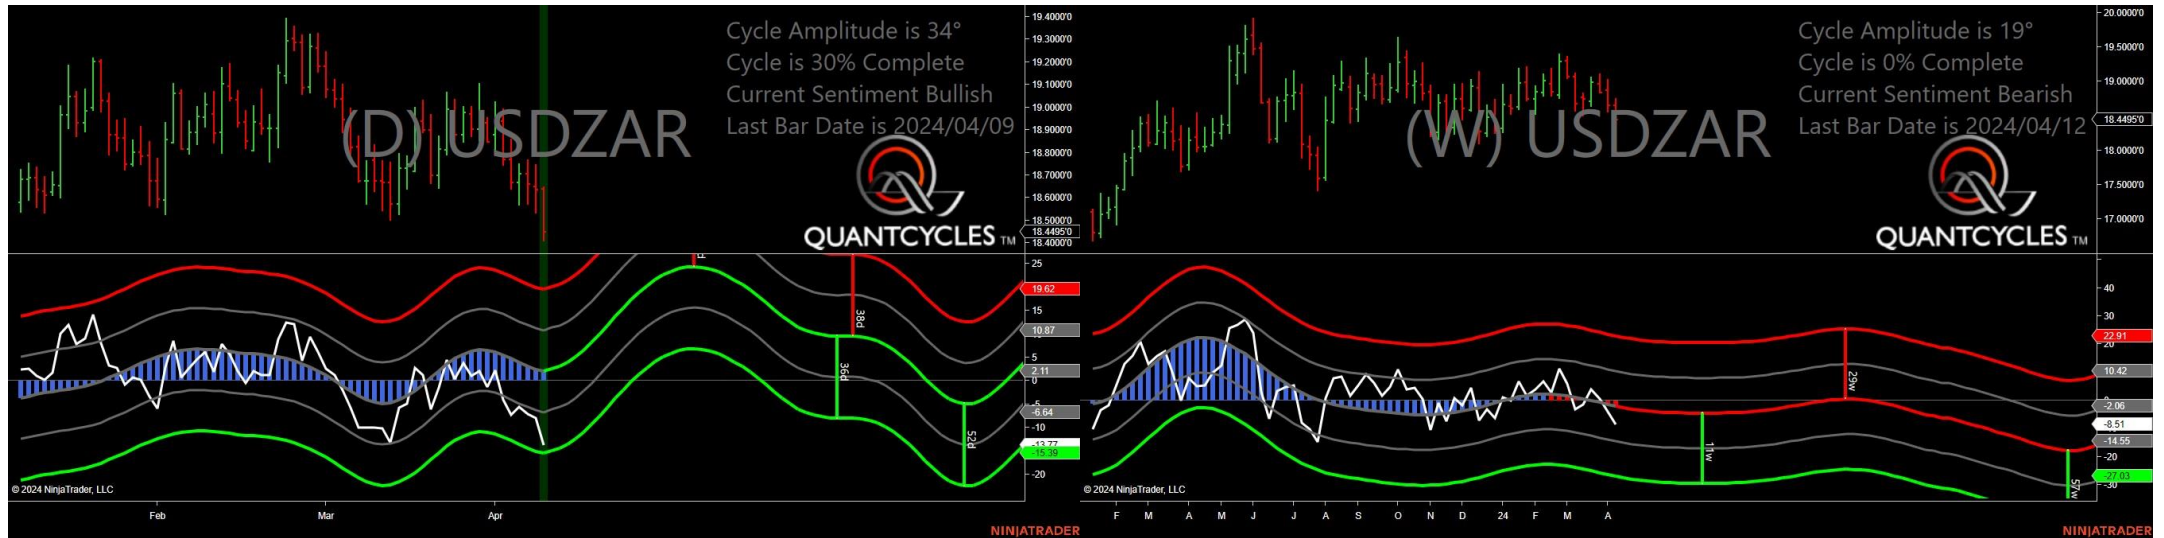 Cycle Amplitude is 34°
Cycle is 30% Complete
Current Sentiment Bullish
Last Bar Date is 2024/04/09
(D) USDZAR
QUANTCYCLES TM
19.4000'0
19.3000'0
19.2000'0
19.0000'0
18.9000'0
18.8000'0
18.7000'0
18.5000'0
18.4495'0
18.4000'0
25
19.62
15
10.87
5
2.11
0
-5
-6.64
-10
-13.77
-15.39
-20
38d
36d
52d
© 2024 NinjaTrader, LLC
Feb
Mar
Apr
NINJATRADER
Cycle Amplitude is 19°
Cycle is 0% Complete
Current Sentiment Bearish
Last Bar Date is 2024/04/12
(W) USDZAR
QUANTCYCLES TM
20.0000'0
19.5000'0
19.0000'0
18.4495'0
18.0000'0
17.5000'0
17.0000'0
40
30
22.91
20
10.42
-2.06
-8.51
-14.55
-20
-27.03
-30
29w
11w
57w
© 2024 NinjaTrader, LLC
F
M
A
M
J
J
A
S
O
N
D
24
F
M
A
NINJATRADER